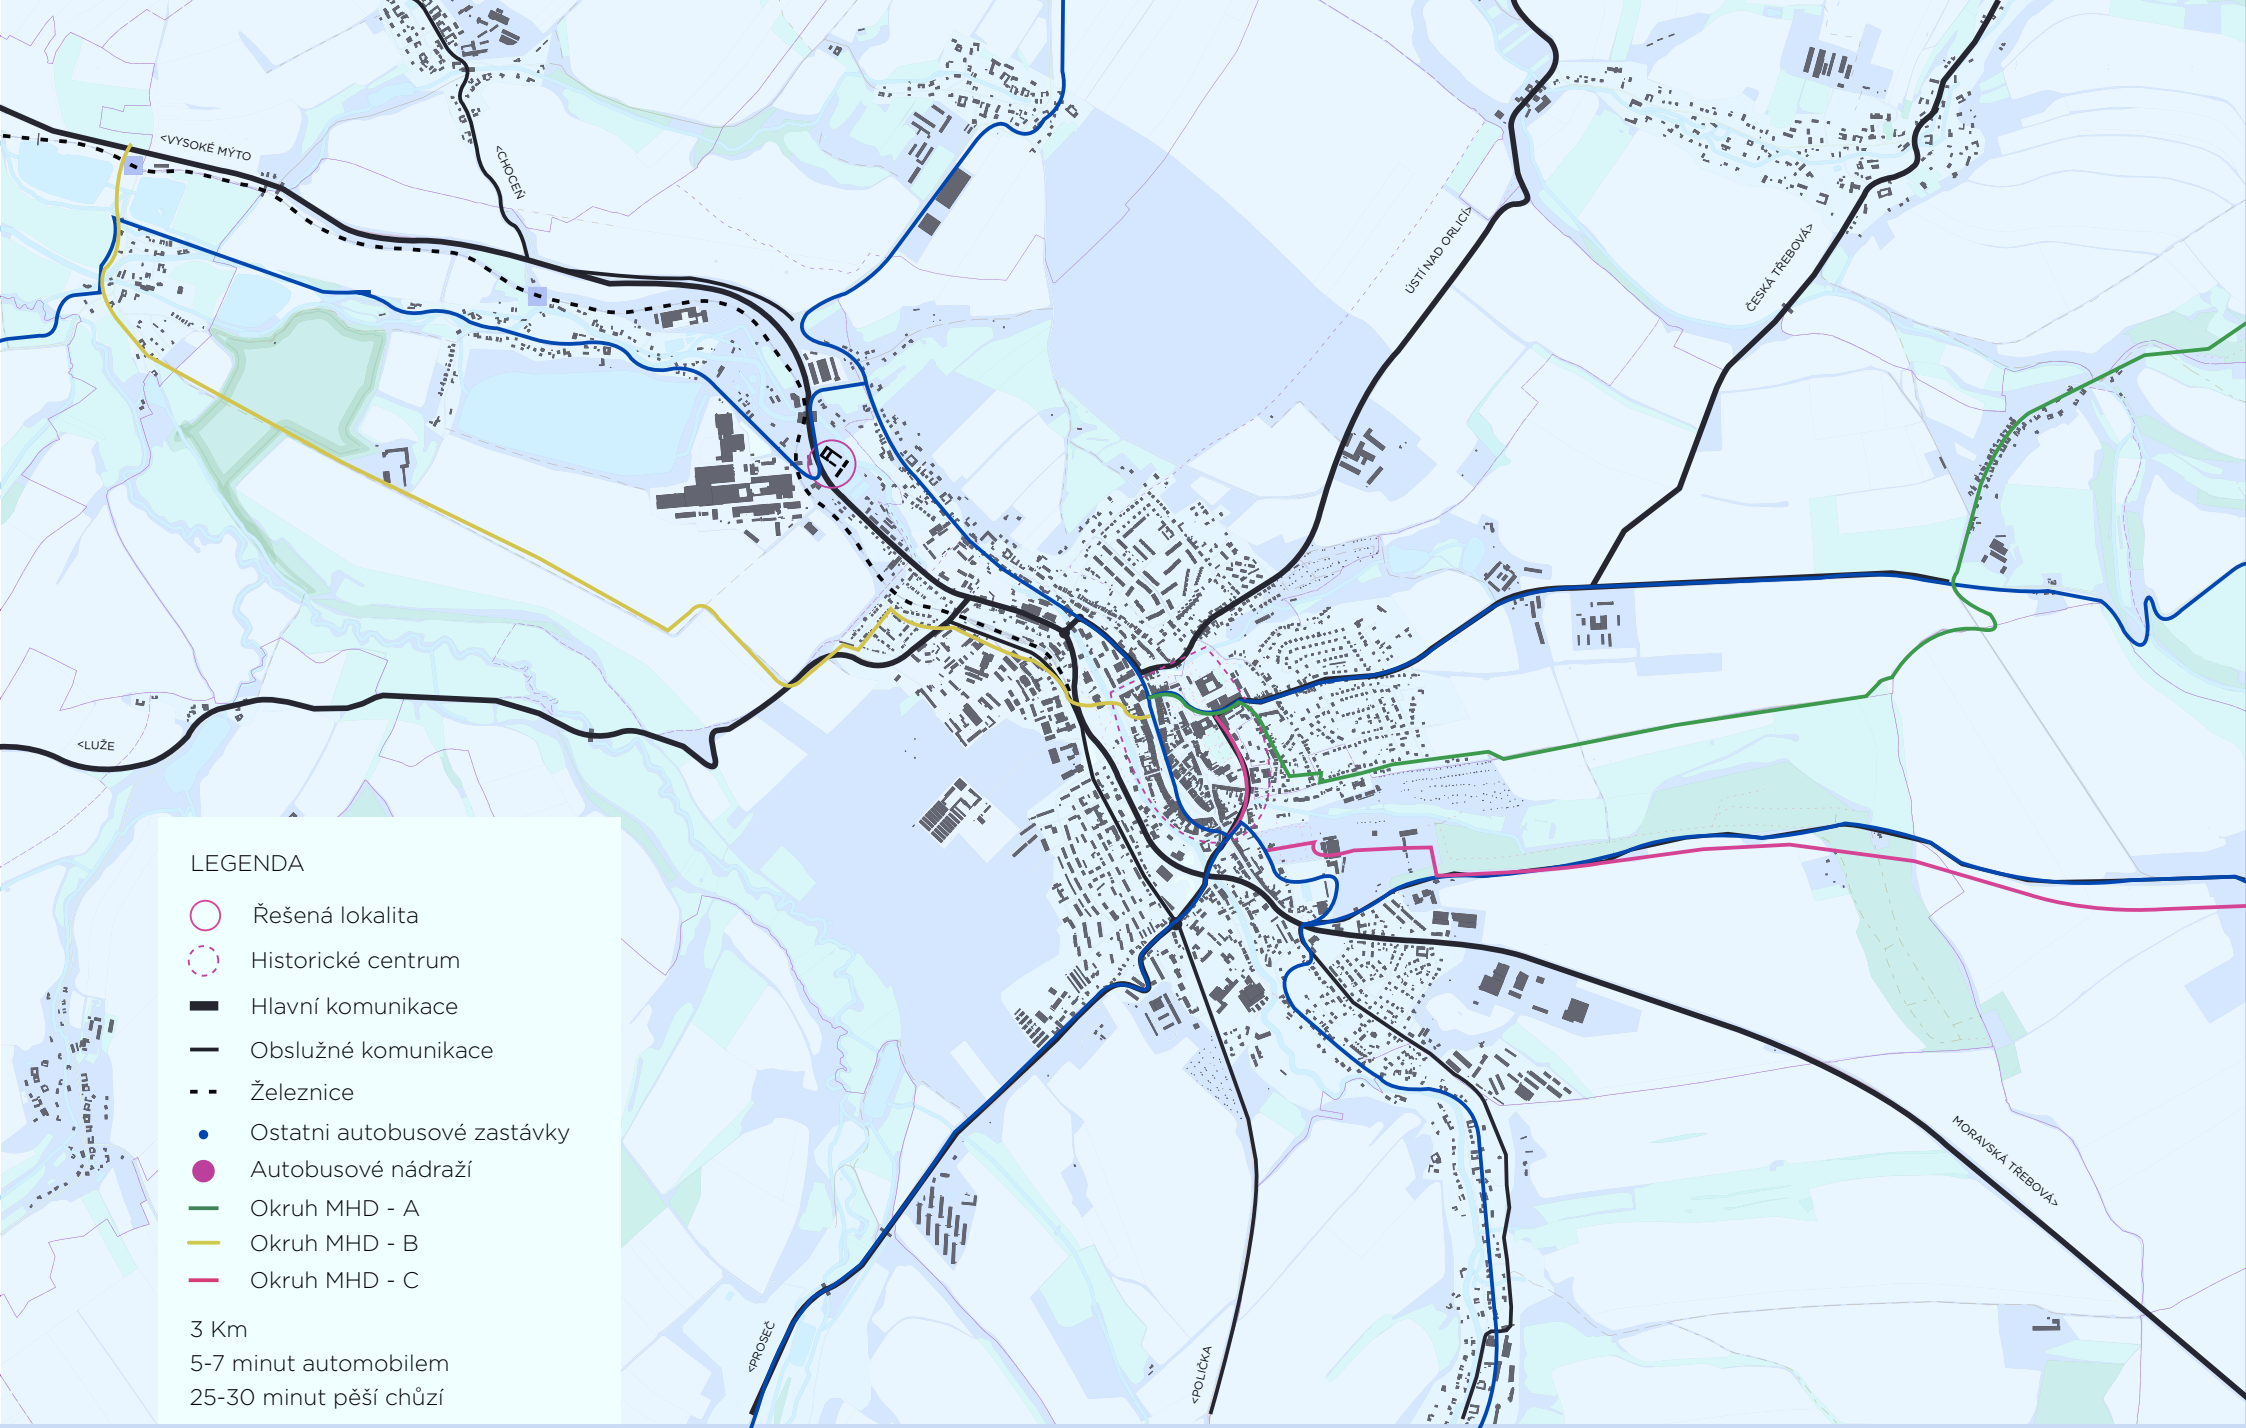 <VYSOKÉ MÝTO
<CHOCEŇ
ÚSTÍ NAD ORLICÍ>
ČESKÁ TŘEBOVÁ>
<LUŽE
LEGENDA
Řešená lokalita
Historické centrum
Hlavní komunikace
Obslužné komunikace
Železnice
Ostatni autobusové zastávky
Autobusové nádraží
Okruh MHD - A
Okruh MHD - B
Okruh MHD - C
3 Km
5-7 minut automobilem
25-30 minut pěší chůzí
<PROSEČ
<POLIČKA
MORAVSKÁ TŘEBOVÁ>